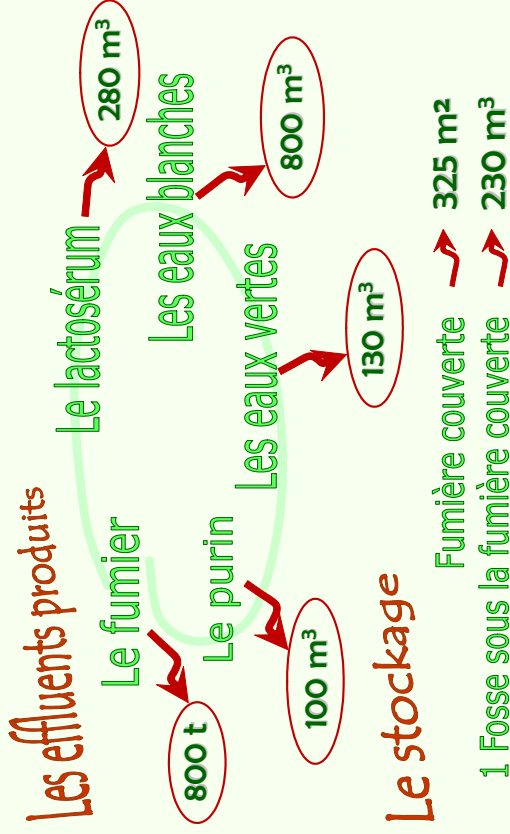 Les effluents produits
Le lactosérum
280 m³
Le fumier
Les eaux blanches
800 t
800 m³
Le purin
Les eaux vertes
100 m³
130 m³
Le stockage
Fumière couverte 325 m²
1 Fosse sous la fumière couverte 230 m³